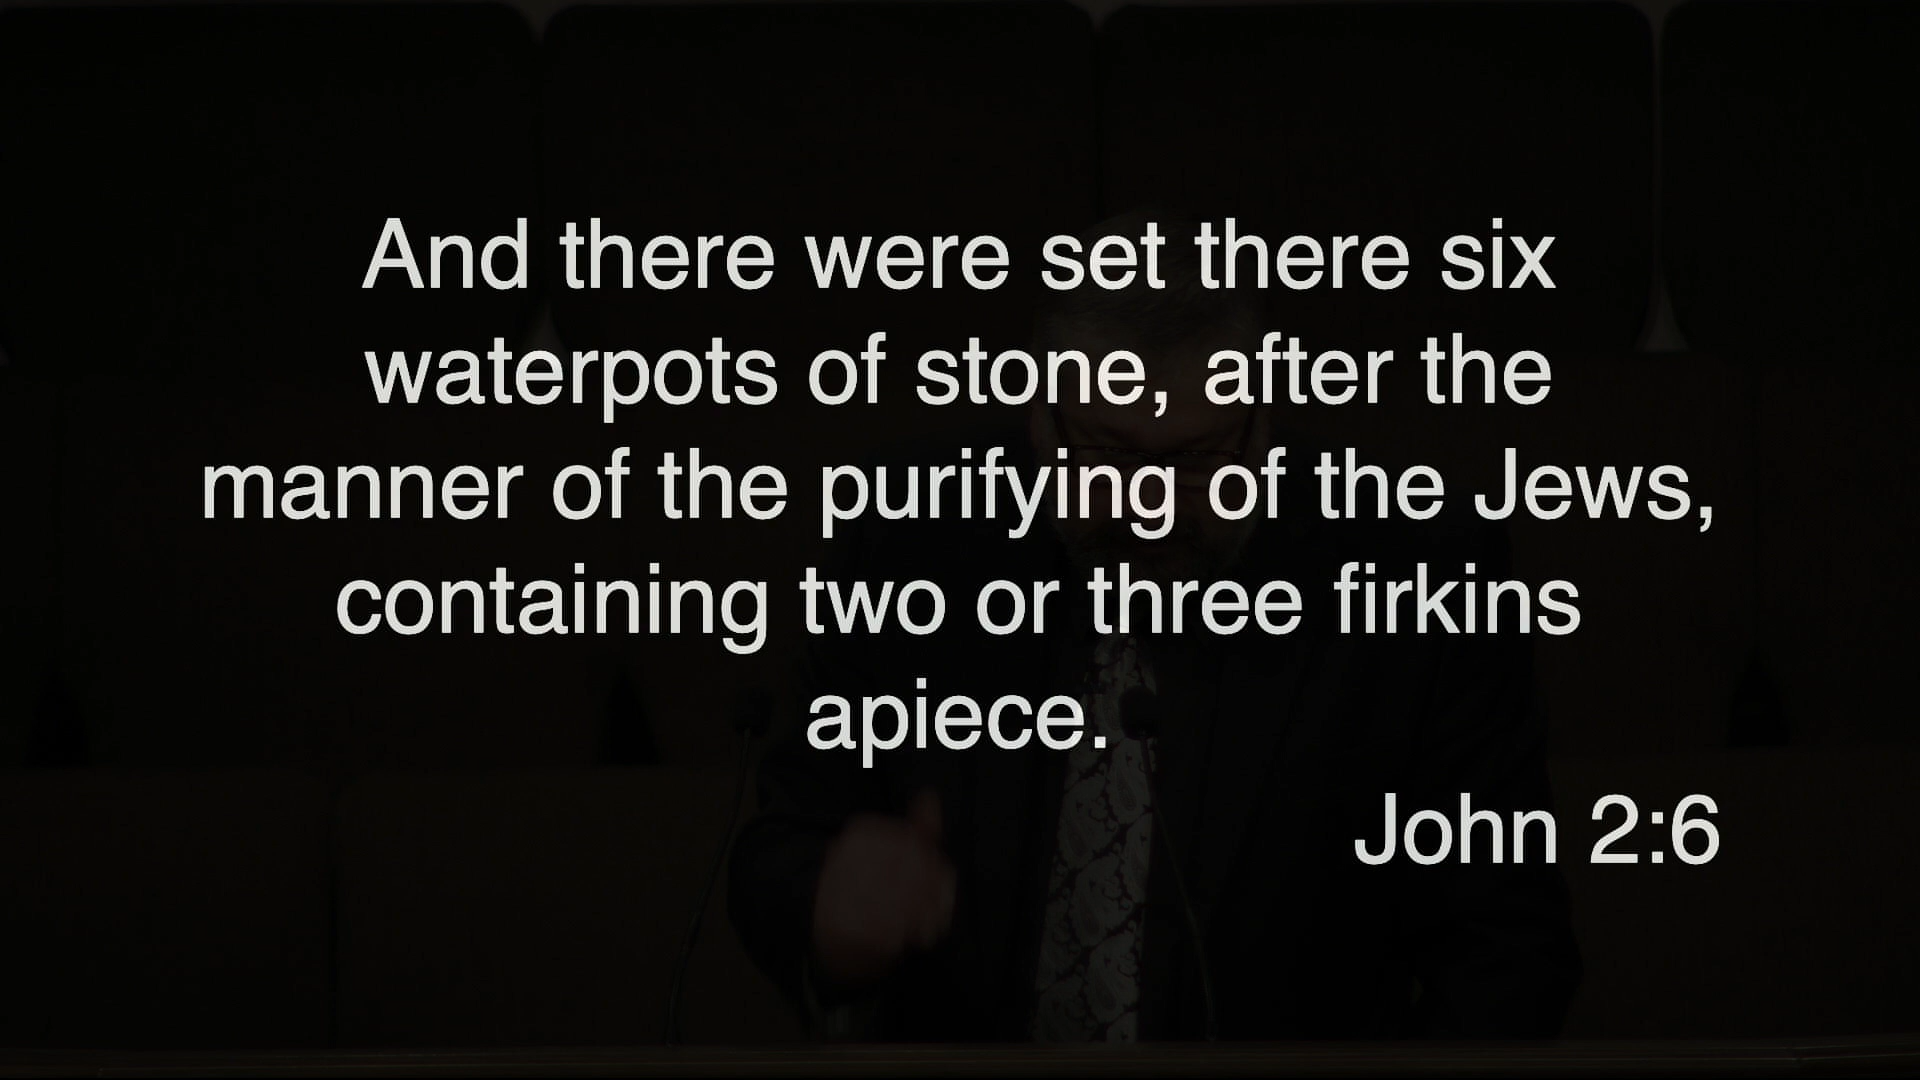 And there were set there six
waterpots of stone, after the
manner of the purifying of the Jews,
containing two or three firkins
apiece.
John 2:6